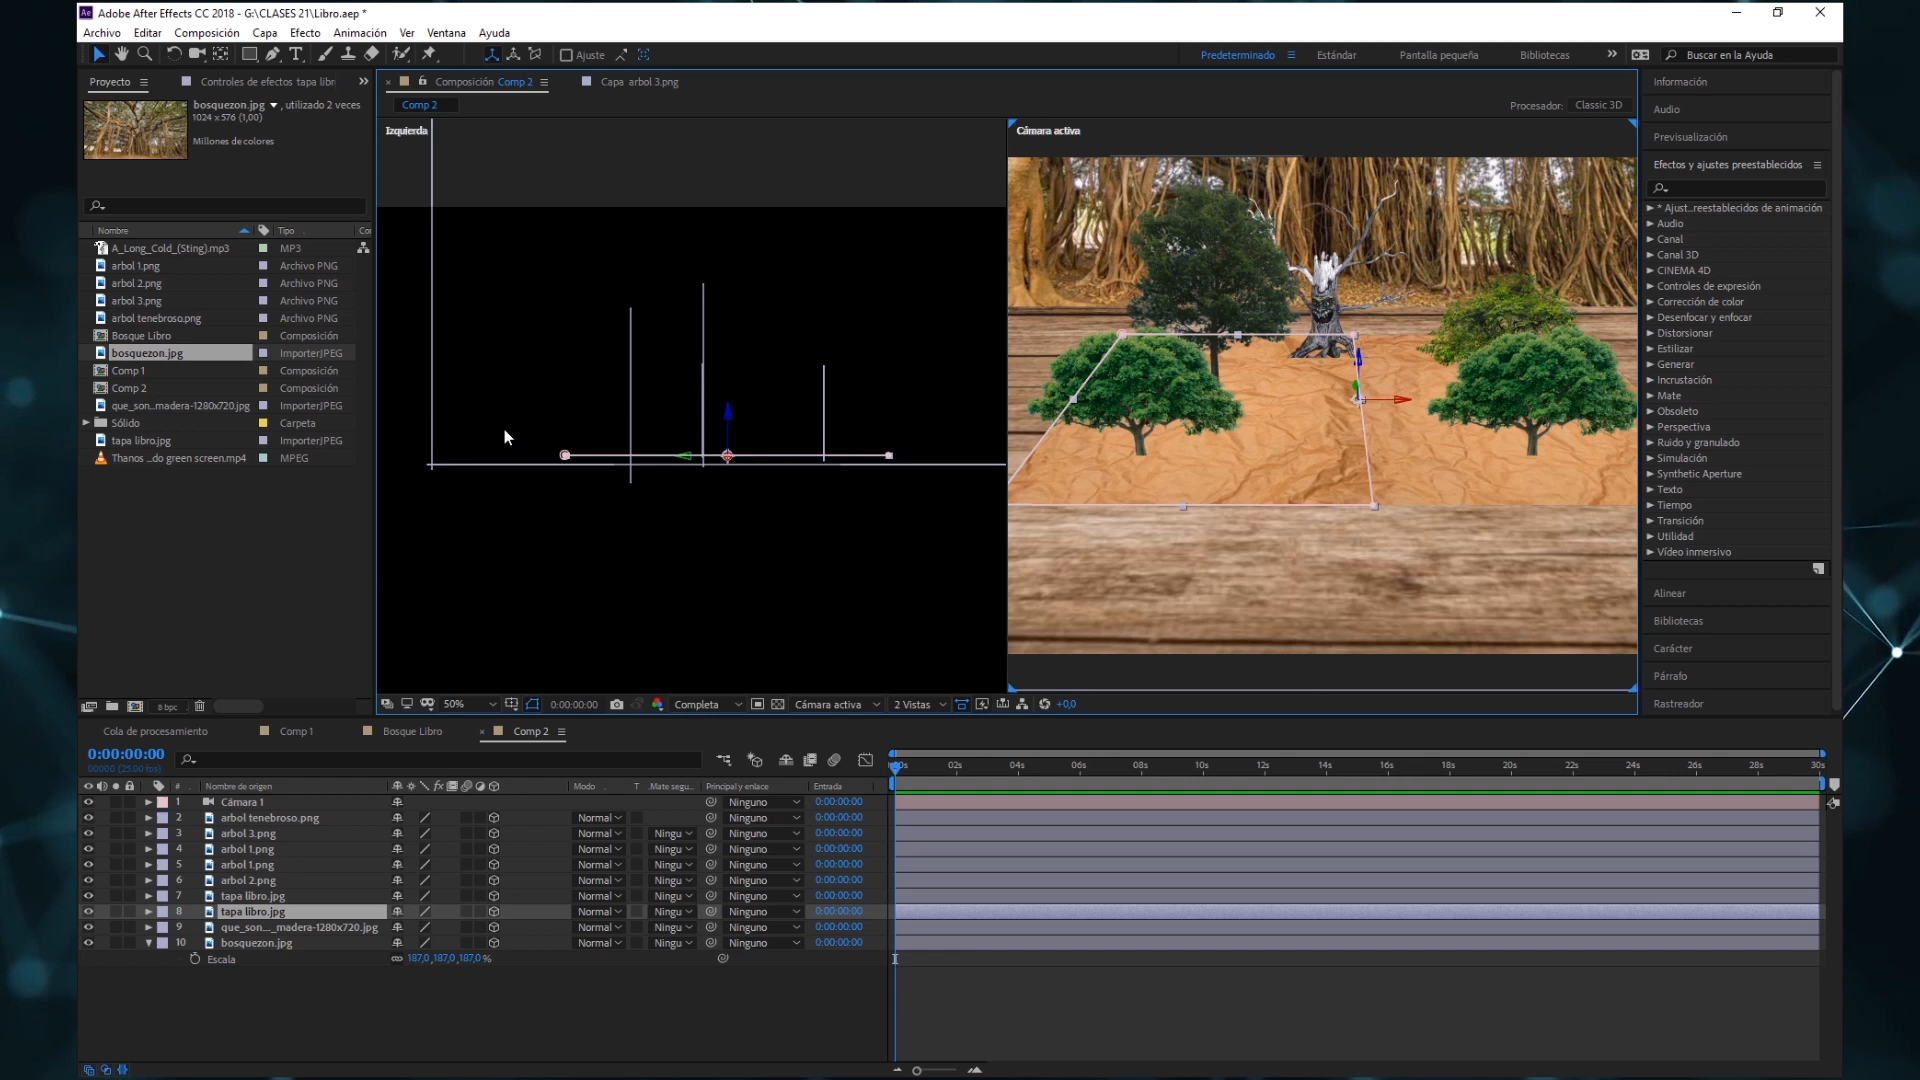 Adobe After Effects CC 2018 - G:\CLASES 21\Libro.aep *
Archivo Editar Composición Capa Efecto Animación Ver Ventana Ayuda
Ajuste
Predeterminado Estándar Pantalla pequeña Bibliotecas Buscar en la Ayuda
Proyecto Controles de efectos tapa libr
Composición Comp 2 Capa arbol 3.png
Comp 2
Procesador: Classic 3D
bosquezon.jpg , utilizado 2 veces
1024 x 576 (1,00)
Millones de colores
Izquierda
Cámara activa
Nombre Tipo Cor
A_Long_Cold_(Sting).mp3 MP3
arbol 1.png Archivo PNG
arbol 2.png Archivo PNG
arbol 3.png Archivo PNG
arbol tenebroso.png Archivo PNG
Bosque Libro Composición
bosquezon.jpg ImporterJPEG
Comp 1 Composición
Comp 2 Composición
que_son..madera-1280x720.jpg ImporterJPEG
Sólido Carpeta
tapa libro.jpg ImporterJPEG
Thanos ...do green screen.mp4 MPEG
8 bpc
50% 0:00:00:00 Completa Cámara activa 2 Vistas +0,0
Información
Audio
Previsualización
Efectos y ajustes preestablecidos
* Ajust...reestablecidos de animación
Audio
Canal
Canal 3D
CINEMA 4D
Controles de expresión
Corrección de color
Desenfocar y enfocar
Distorsionar
Estilizar
Generar
Incrustación
Mate
Obsoleto
Perspectiva
Ruido y granulado
Simulación
Synthetic Aperture
Texto
Tiempo
Transición
Utilidad
Vídeo inmersivo
Alinear
Bibliotecas
Carácter
Párrafo
Rastreador
Cola de procesamiento Comp 1 Bosque Libro Comp 2
0:00:00:00
00000 (25.00 fps)
02s 04s 06s 08s 10s 12s 14s 16s 18s 20s 22s 24s 26s 28s 30s
# Nombre de origen fx Modo T .Mate segu... Principal y enlace Entrada
1 Cámara 1 Ninguno 0:00:00:00
2 arbol tenebroso.png Normal Ninguno 0:00:00:00
3 arbol 3.png Normal Ningu Ninguno 0:00:00:00
4 arbol 1.png Normal Ningu Ninguno 0:00:00:00
5 arbol 1.png Normal Ningu Ninguno 0:00:00:00
6 arbol 2.png Normal Ningu Ninguno 0:00:00:00
7 tapa libro.jpg Normal Ningu Ninguno 0:00:00:00
8 tapa libro.jpg Normal Ningu Ninguno 0:00:00:00
9 que_son...._madera-1280x720.jpg Normal Ningu Ninguno 0:00:00:00
10 bosquezon.jpg Normal Ningu Ninguno 0:00:00:00
Escala 187,0,187,0,187,0%